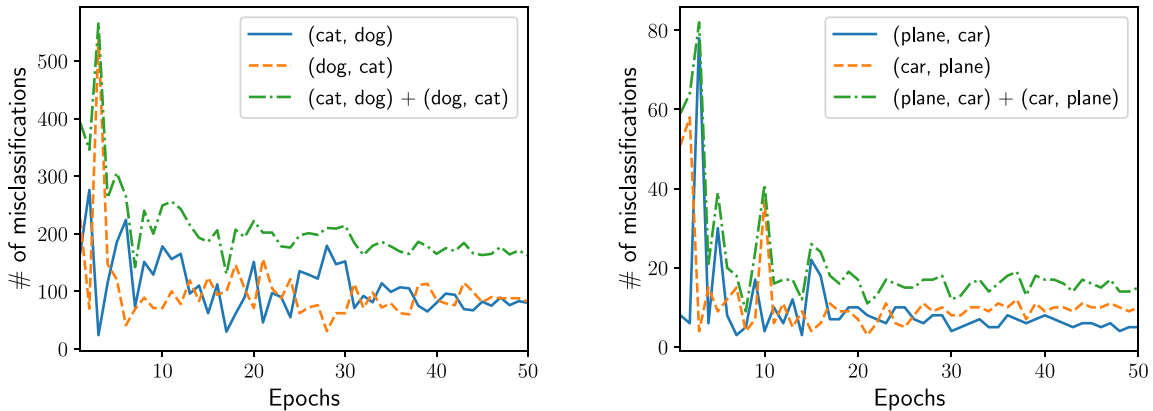 # of misclassifications
500
400
300
200
100
0
10
20
30
40
50
Epochs
(cat, dog)
(dog, cat)
(cat, dog) + (dog, cat)
# of misclassifications
80
60
40
20
0
10
20
30
40
50
Epochs
(plane, car)
(car, plane)
(plane, car) + (car, plane)